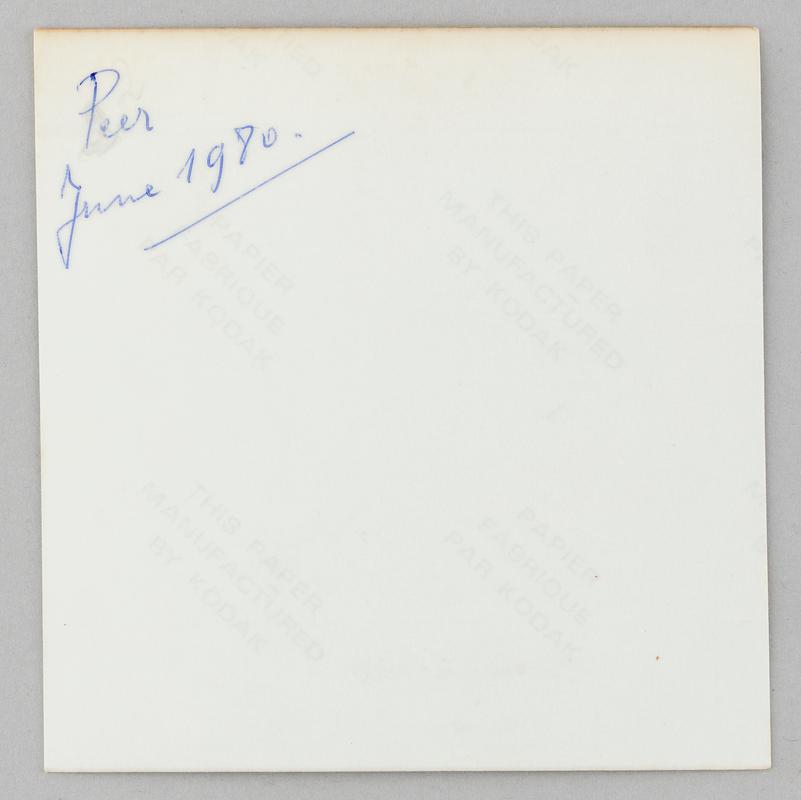 Peer
June 1980.
PAPIER
FABRIQUE
PAR KODAK
THIS PAPER
MANUFACTURED
BY KODAK
THIS PAPER
MANUFACTURED
BY KODAK
PAPIER
FABRIQUE
PAR KODAK